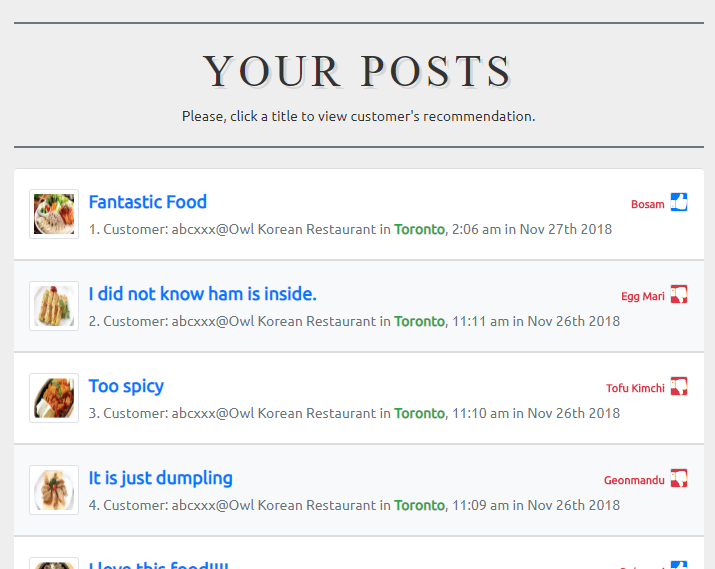 YOUR POSTS
Please, click a title to view customer's recommendation.
Fantastic Food
Bosam
1. Customer: abcxxx@Owl Korean Restaurant in Toronto, 2:06 am in Nov 27th 2018
I did not know ham is inside.
Egg Mari
2. Customer: abcxxx@Owl Korean Restaurant in Toronto, 11:11 am in Nov 26th 2018
Too spicy
Tofu Kimchi
3. Customer: abcxxx@Owl Korean Restaurant in Toronto, 11:10 am in Nov 26th 2018
It is just dumpling
Geonmandu
4. Customer: abcxxx@Owl Korean Restaurant in Toronto, 11:09 am in Nov 26th 2018
I love this food!!!!